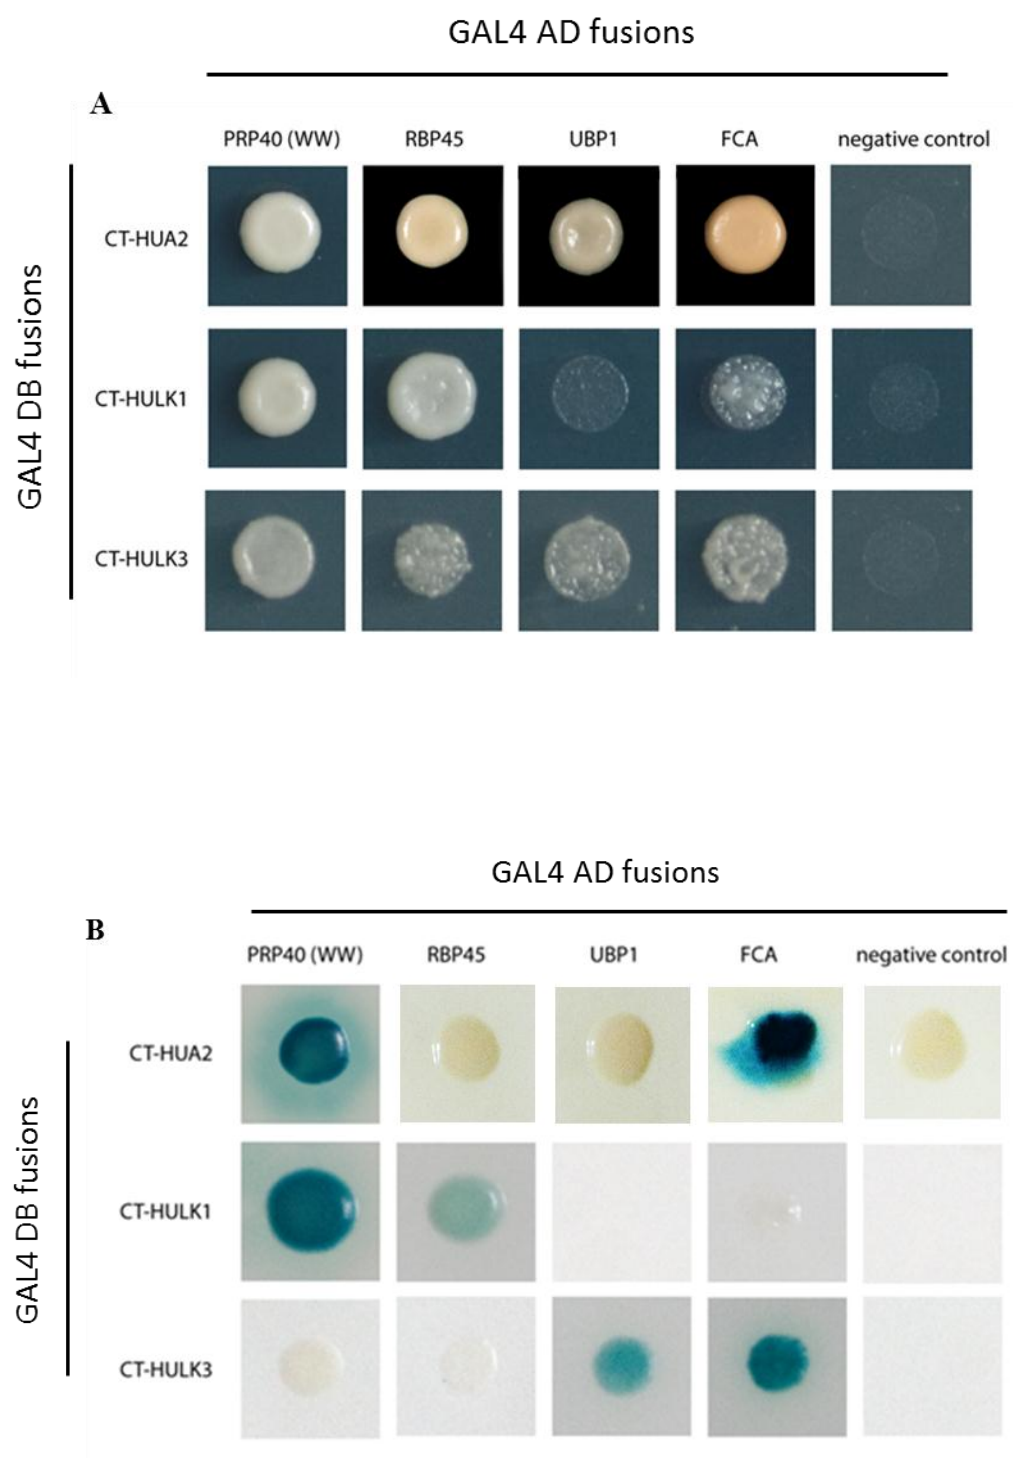 GAL4 AD fusions
A
PRP40 (WW) RBP45 UBP1 FCA negative control
GAL4 DB fusions
CT-HUA2
CT-HULK1
CT-HULK3
GAL4 AD fusions
B
PRP40 (WW) RBP45 UBP1 FCA negative control
GAL4 DB fusions
CT-HUA2
CT-HULK1
CT-HULK3